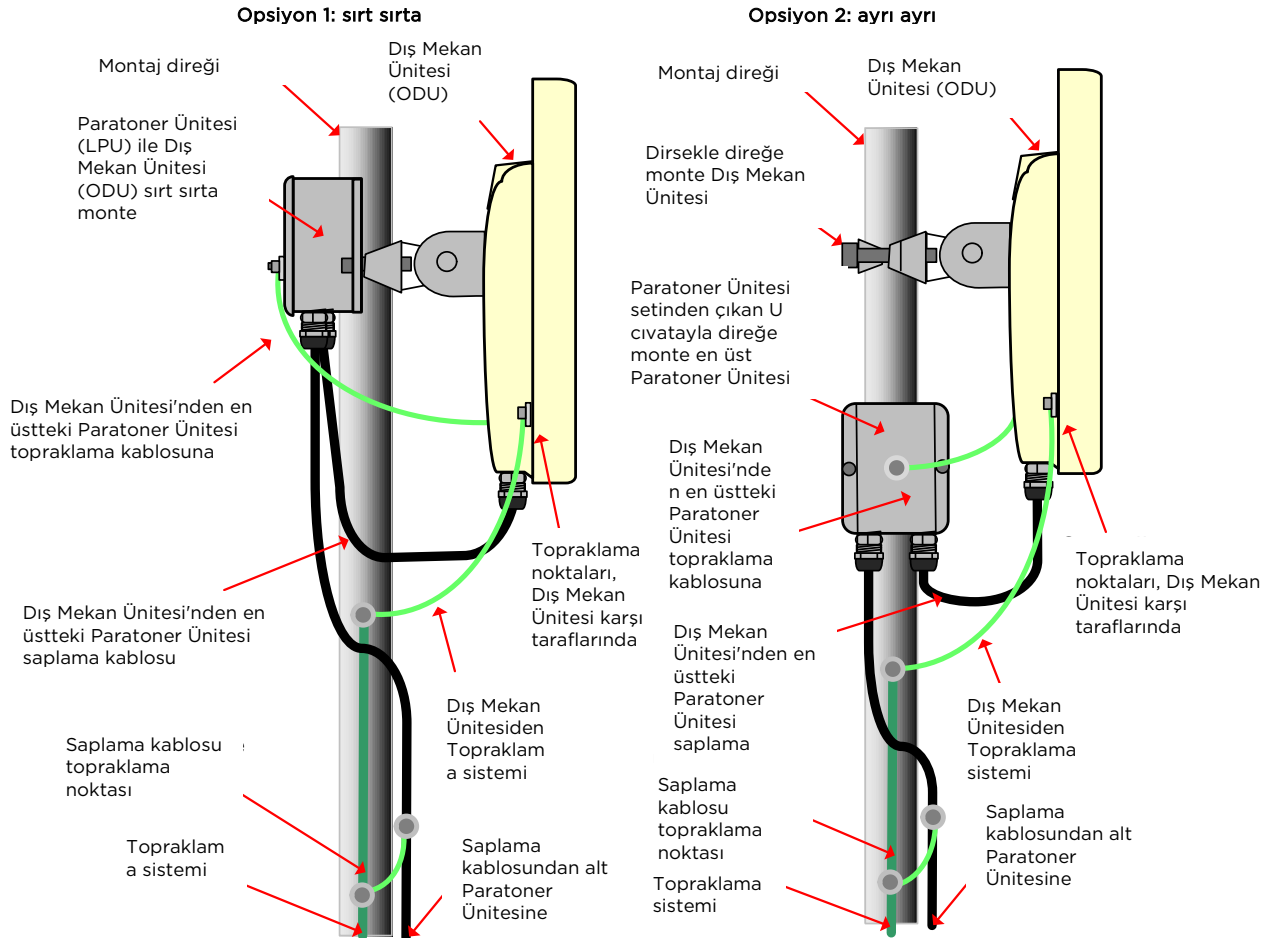 Opsiyon 1: sırt sırta
Montaj direği
Dış Mekan
Ünitesi
(ODU)
Paratoner Ünitesi
(LPU) ile Dış
Mekan Ünitesi
(ODU) sırt sırta
monte
Dış Mekan Ünitesi'nden en
üstteki Paratoner Ünitesi
topraklama kablosuna
Topraklama
noktaları,
Dış Mekan
Ünitesi karşı
taraflarında
Dış Mekan Ünitesi'nden en
üstteki Paratoner Ünitesi
saplama kablosu
Dış Mekan
Ünitesiden
Topraklam
a sistemi
Saplama kablosu
topraklama
noktası
Topraklam
a sistemi
Saplama
kablosundan alt
Paratoner
Ünitesine
Opsiyon 2: ayrı ayrı
Montaj direği
Dış Mekan
Ünitesi (ODU)
Dirsekle direğe
monte Dış Mekan
Ünitesi
Paratoner Ünitesi
setinden çıkan U
cıvatayla direğe
monte en üst
Paratoner Ünitesi
Dış Mekan
Ünitesi'nde
n en üstteki
Paratoner
Ünitesi
topraklama
kablosuna
Topraklama
noktaları, Dış Mekan
Ünitesi karşı
taraflarında
Dış Mekan
Ünitesi'nden en
üstteki
Paratoner
Ünitesi
saplama
Dış Mekan
Ünitesiden
Topraklama
sistemi
Saplama
kablosu
topraklama
noktası
Topraklama
sistemi
Saplama
kablosundan alt
Paratoner
Ünitesine